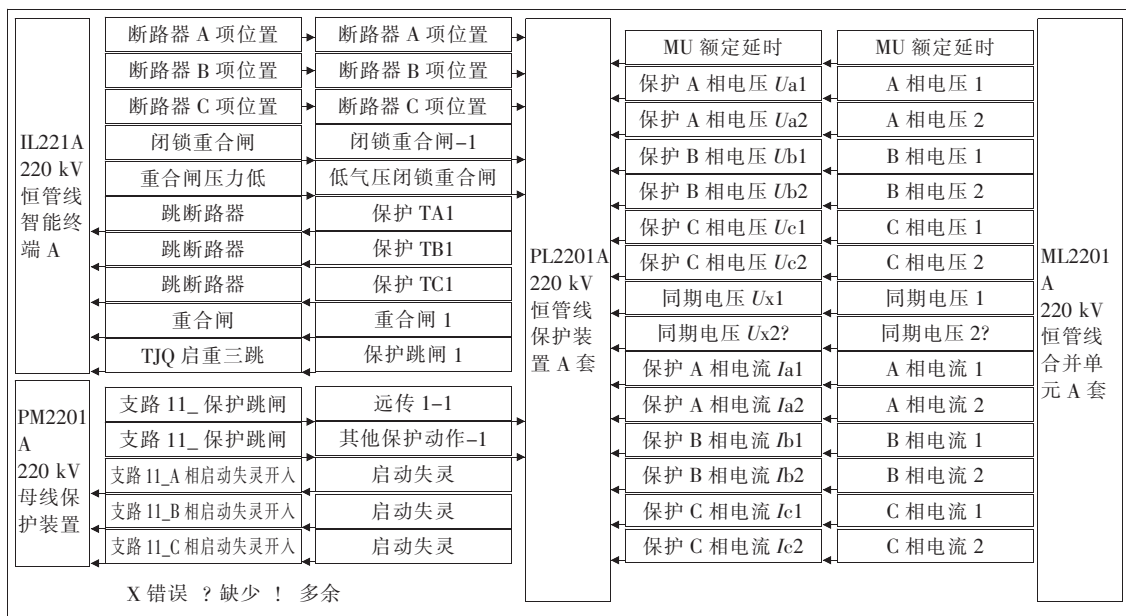 IL221A
220 kV
恒管线
智能终
端 A
断路器 A 项位置
断路器 A 项位置
断路器 B 项位置
断路器 B 项位置
断路器 C 项位置
断路器 C 项位置
闭锁重合闸
闭锁重合闸-1
重合闸压力低
低气压闭锁重合闸
跳断路器
保护 TA1
跳断路器
保护 TB1
跳断路器
保护 TC1
重合闸
重合闸 1
TJQ 启重三跳
保护跳闸 1
PM2201
A
220 kV
母线保
护装置
支路 11_ 保护跳闸
远传 1-1
支路 11_ 保护跳闸
其他保护动作-1
支路 11_A 相启动失灵开入
启动失灵
支路 11_B 相启动失灵开入
启动失灵
支路 11_C 相启动失灵开入
启动失灵
PL2201A
220 kV
恒管线
保护装
置 A 套
MU 额定延时
MU 额定延时
保护 A 相电压 Ua1
A 相电压 1
保护 A 相电压 Ua2
A 相电压 2
保护 B 相电压 Ub1
B 相电压 1
保护 B 相电压 Ub2
B 相电压 2
保护 C 相电压 Uc1
C 相电压 1
保护 C 相电压 Uc2
C 相电压 2
同期电压 Ux1
同期电压 1
同期电压 Ux2?
同期电压 2?
保护 A 相电流 Ia1
A 相电流 1
保护 A 相电流 Ia2
A 相电流 2
保护 B 相电流 Ib1
B 相电流 1
保护 B 相电流 Ib2
B 相电流 2
保护 C 相电流 Ic1
C 相电流 1
保护 C 相电流 Ic2
C 相电流 2
ML2201
A
220 kV
恒管线
合并单
元 A 套
X 错误 ? 缺少 ! 多余